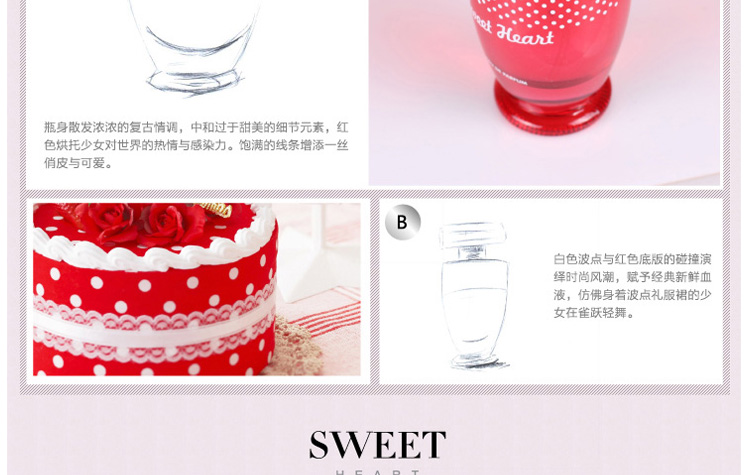 Sweet Heart
瓶身散发浓浓的复古情调，中和过于甜美的细节元素，红
色烘托少女对世界的热情与感染力。饱满的线条增添一丝
俏皮与可爱。
B
白色波点与红色底版的碰撞演
绎时尚风潮，赋予经典新鲜血
液，仿佛身着波点礼服裙的少
女在雀跃轻舞。
SWEET
HEART